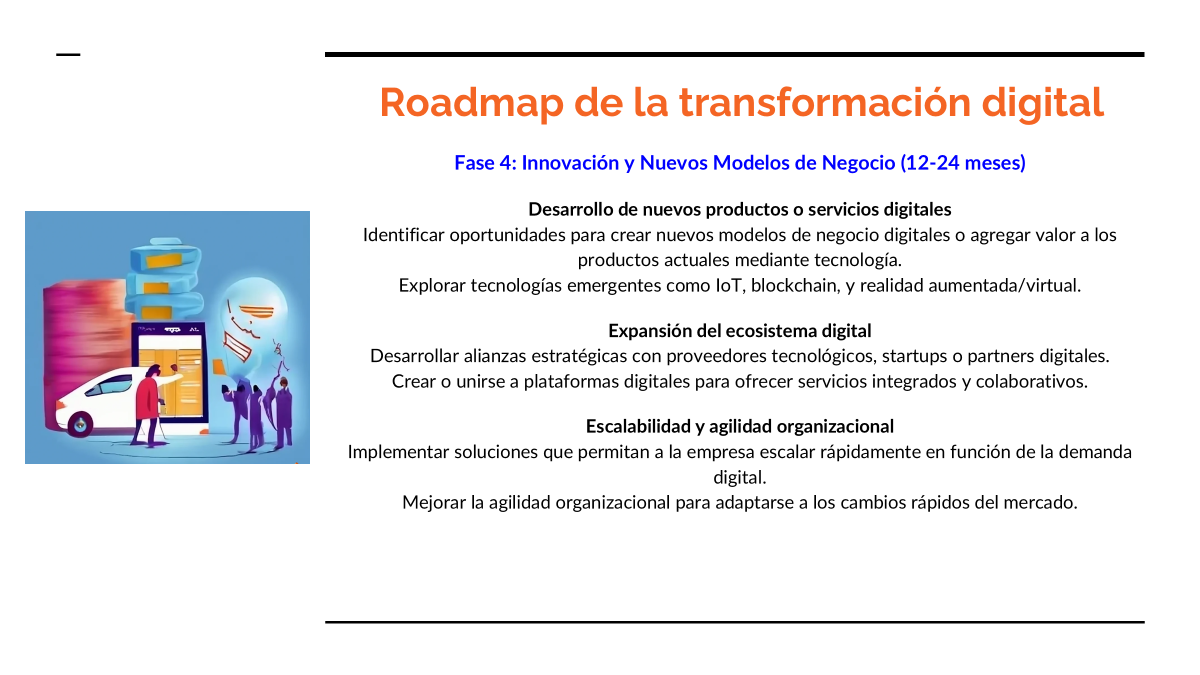 Roadmap de la transformación digital
Fase 4: Innovación y Nuevos Modelos de Negocio (12-24 meses)
Desarrollo de nuevos productos o servicios digitales
Identificar oportunidades para crear nuevos modelos de negocio digitales o agregar valor a los
productos actuales mediante tecnología.
Explorar tecnologías emergentes como IoT, blockchain, y realidad aumentada/virtual.
Expansión del ecosistema digital
Desarrollar alianzas estratégicas con proveedores tecnológicos, startups o partners digitales.
Crear o unirse a plataformas digitales para ofrecer servicios integrados y colaborativos.
Escalabilidad y agilidad organizacional
Implementar soluciones que permitan a la empresa escalar rápidamente en función de la demanda
digital.
Mejorar la agilidad organizacional para adaptarse a los cambios rápidos del mercado.